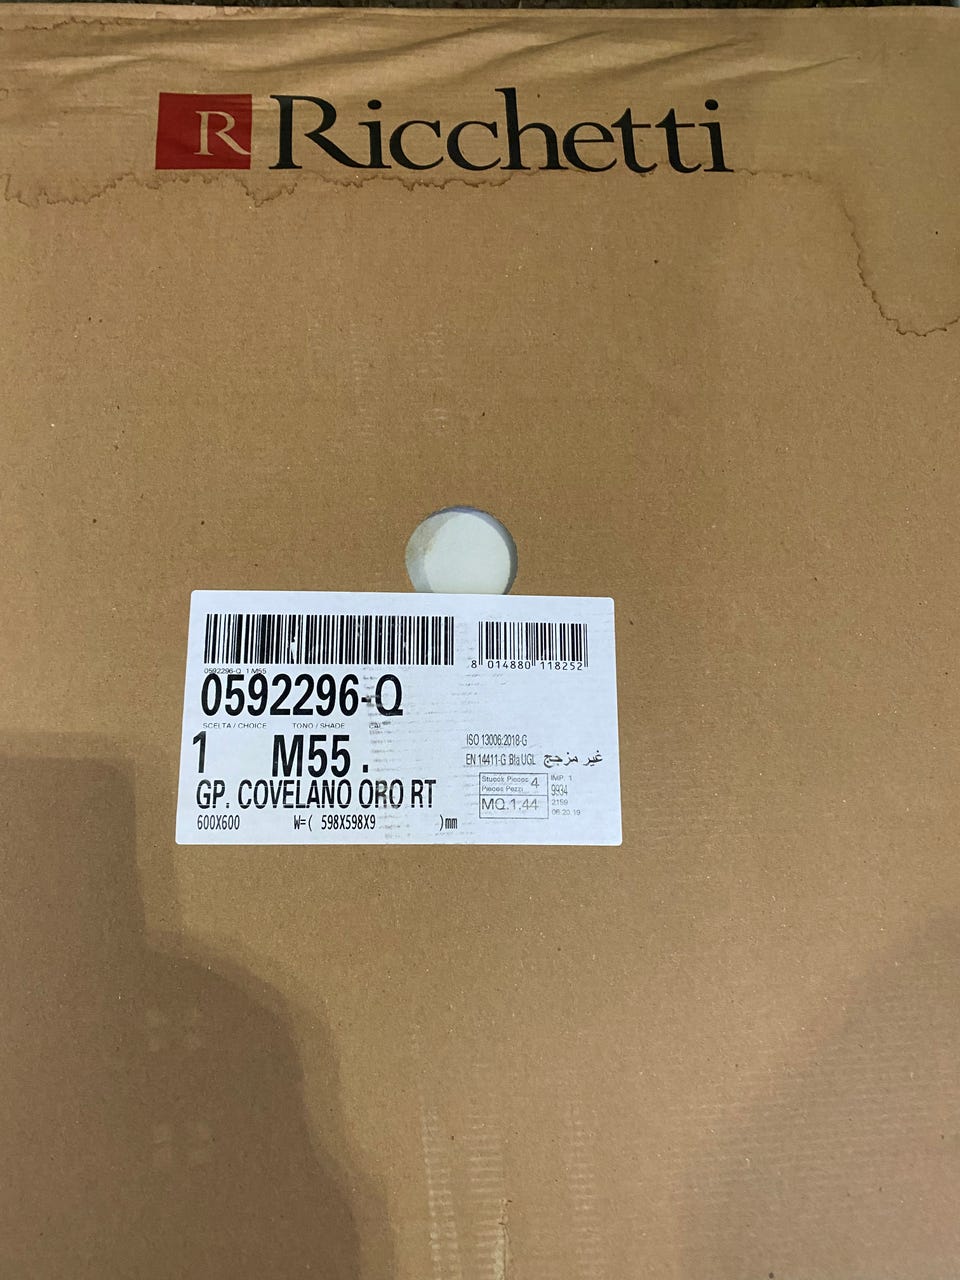 R Ricchetti
0592296-Q 1 M55
8 014880 118252
0592296-Q
SCELTA / CHOICE TONO / SHADE CAL
1 M55 .
GP. COVELANO ORO RT
600X600 W=( 598X598X9 )mm
ISO 13006:2018-G
EN 14411-G BIa UGL غير مزجج
Stueck Pieces 4
Pieces Pezzi
MQ.1,44
IMP. 1
9934
2159
06.20.19